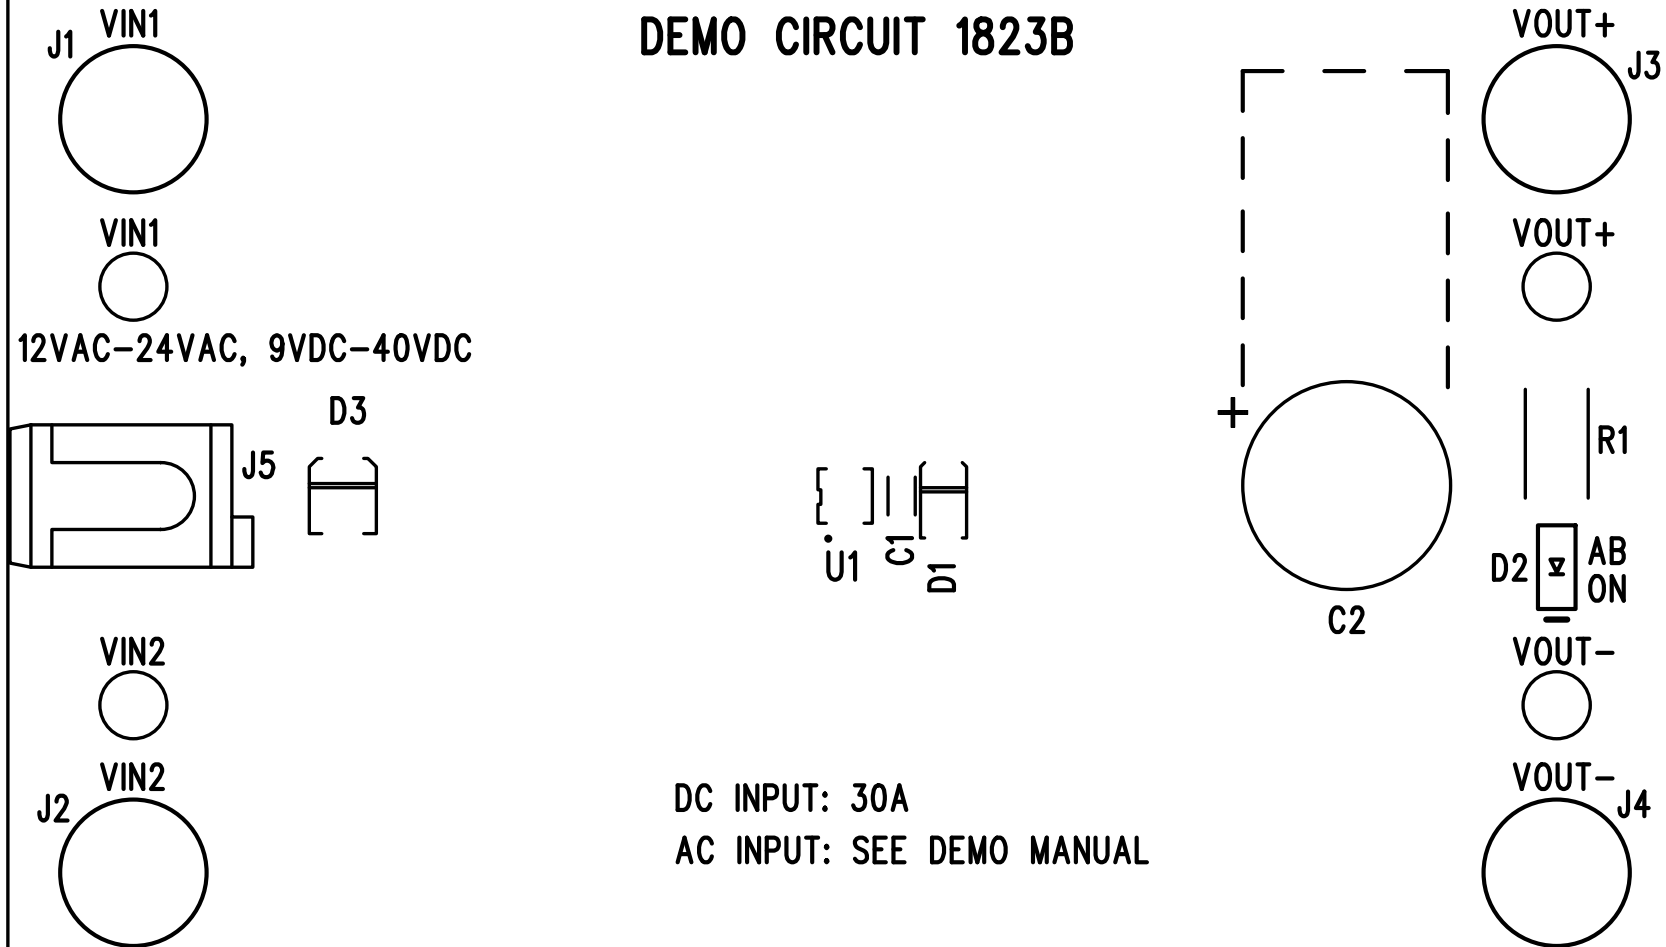 DEMO CIRCUIT 1823B
VIN1
J1
VOUT+
J3
VIN1
VOUT+
12VAC-24VAC, 9VDC-40VDC
D3
J5
+
R1
U1
C1
D1
C2
D2
AB
ON
VIN2
VOUT-
VIN2
J2
VOUT-
J4
DC INPUT: 30A
AC INPUT: SEE DEMO MANUAL